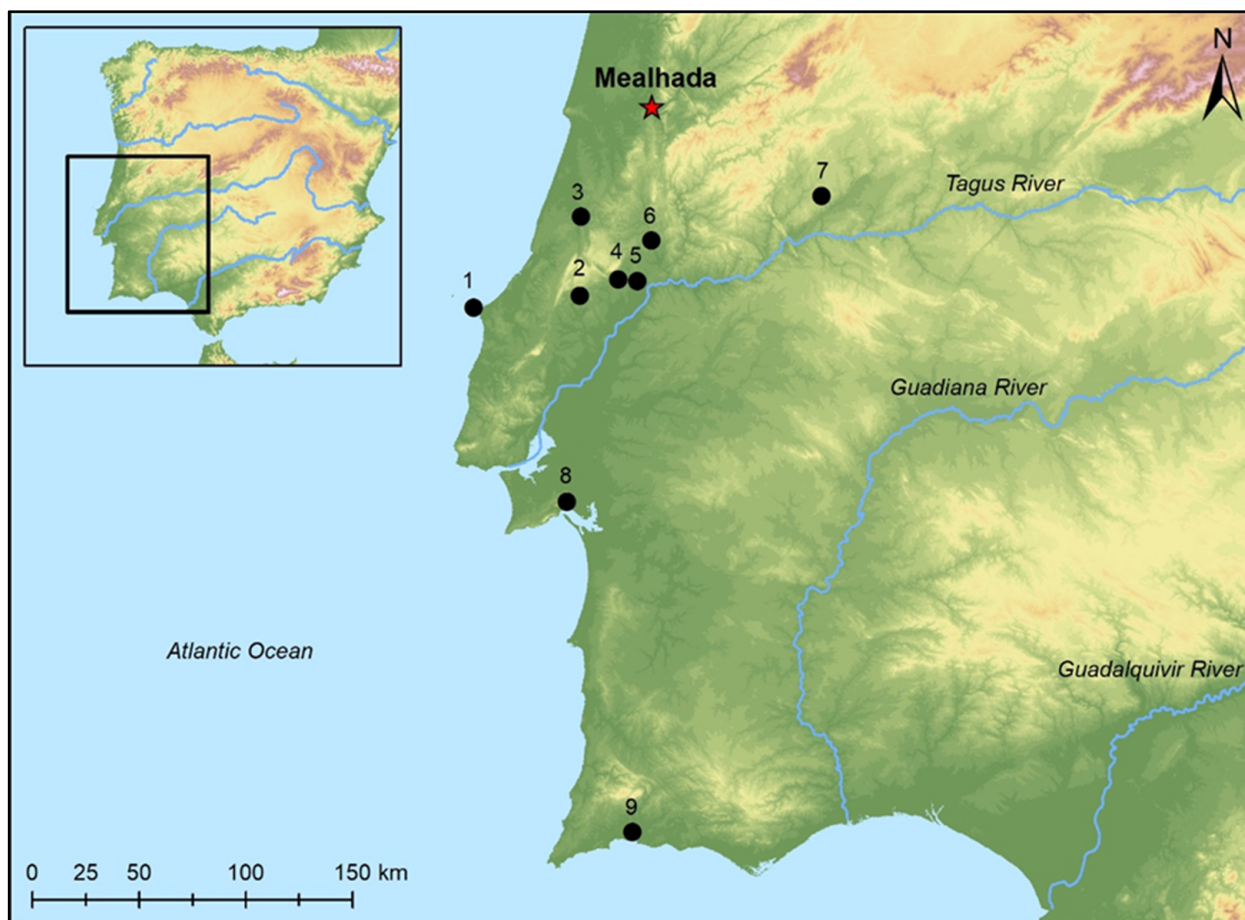 N
Mealhada
7
Tagus River
3
6
4
5
2
1
Guadiana River
8
Atlantic Ocean
Guadalquivir River
9
0 25 50 100 150 km